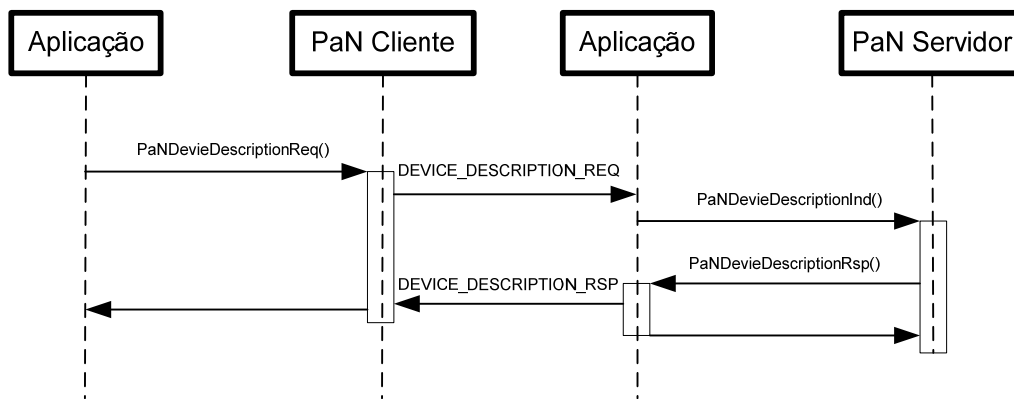 Aplicação
PaN Cliente
Aplicação
PaN Servidor
PaNDevieDescriptionReq()
DEVICE_DESCRIPTION_REQ
PaNDevieDescriptionInd()
PaNDevieDescriptionRsp()
DEVICE_DESCRIPTION_RSP